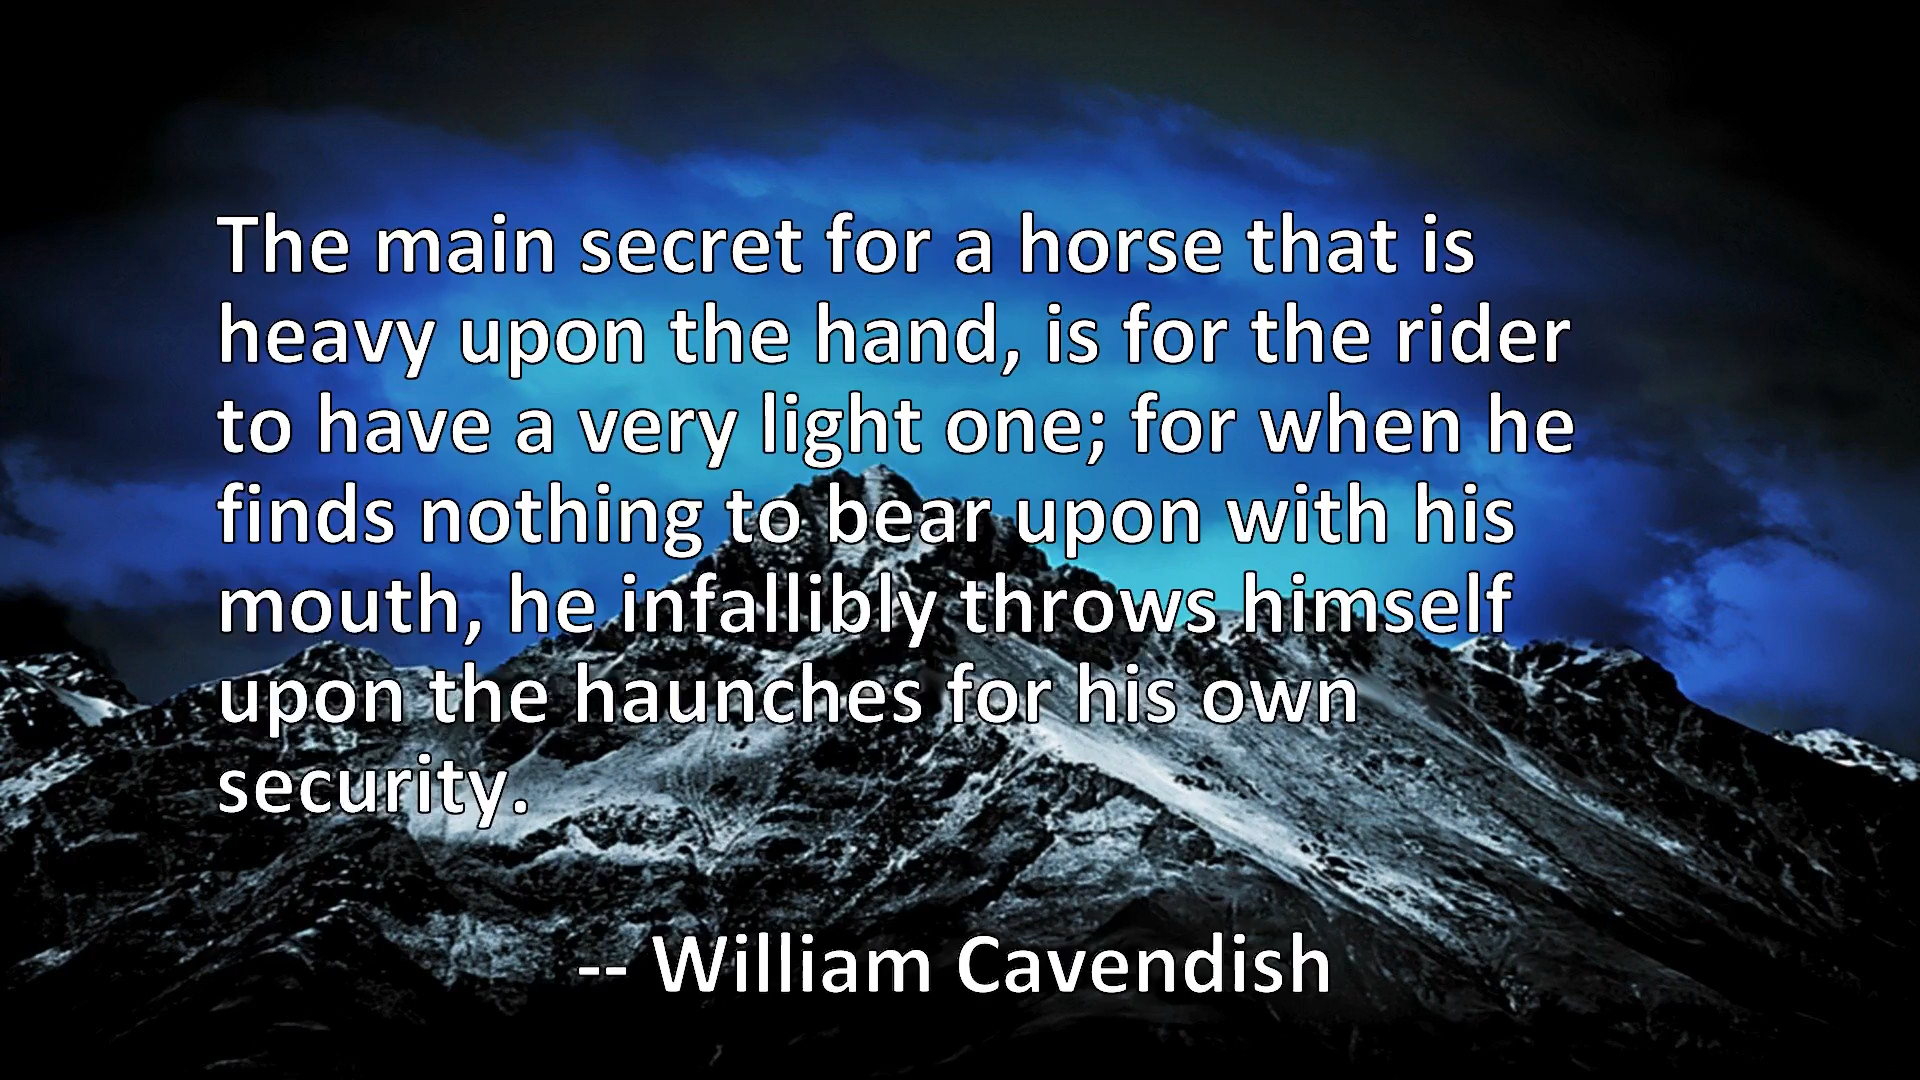 The main secret for a horse that is
heavy upon the hand, is for the rider
to have a very light one; for when he
finds nothing to bear upon with his
mouth, he infallibly throws himself
upon the haunches for his own
security.
-- William Cavendish